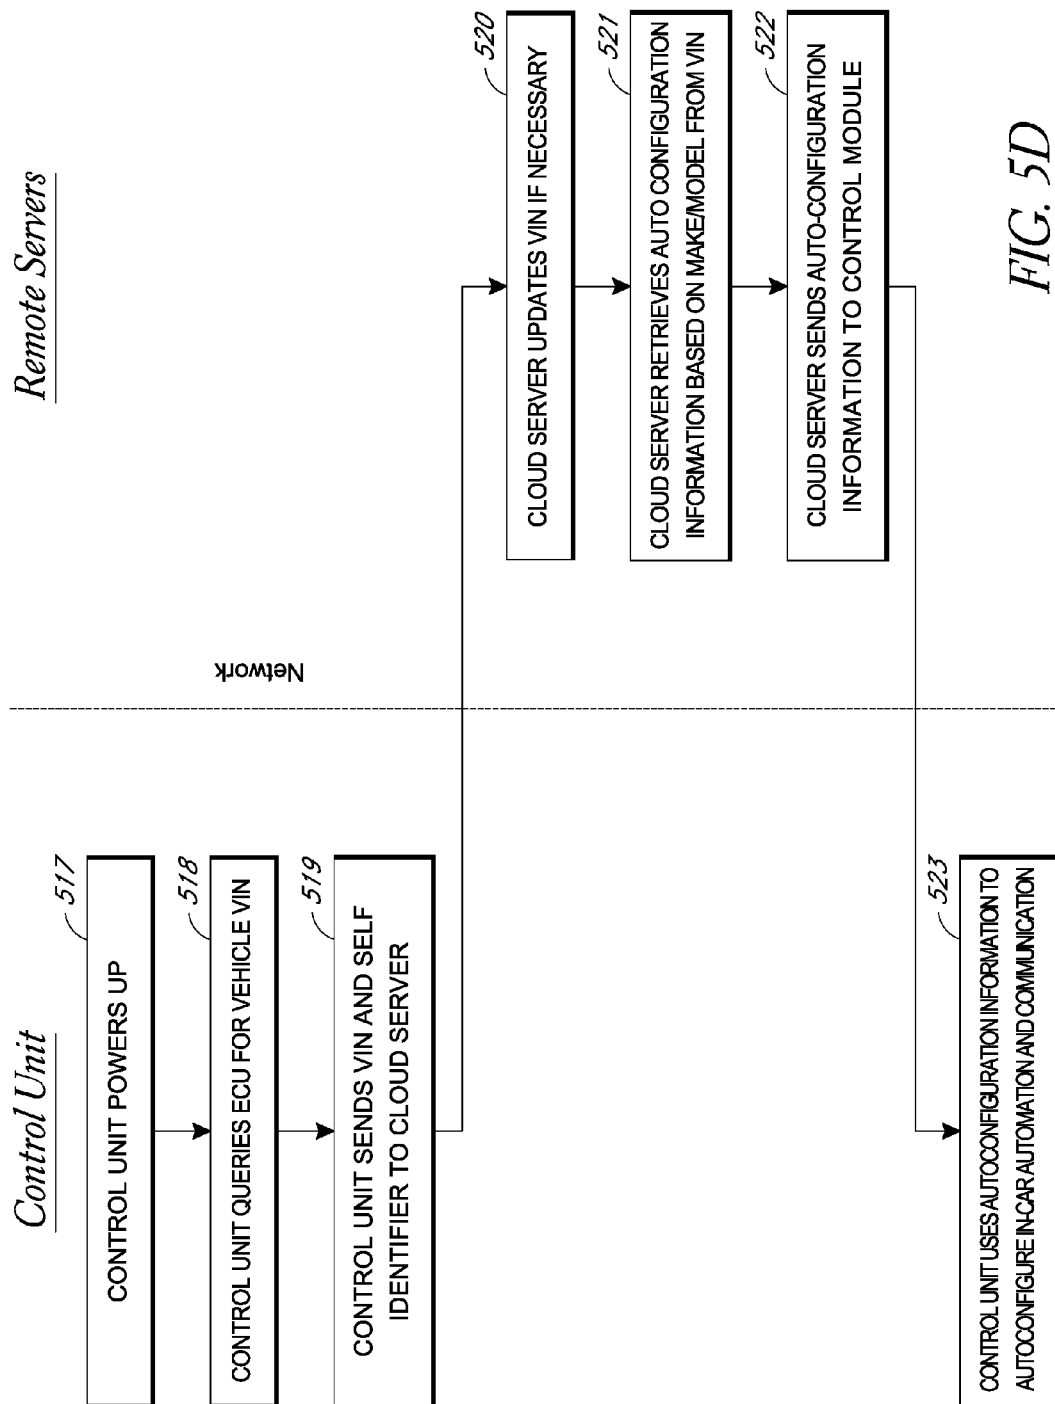 Control Unit
Remote Servers
517
CONTROL UNIT POWERS UP
518
CONTROL UNIT QUERIES ECU FOR VEHICLE VIN
519
CONTROL UNIT SENDS VIN AND SELF
IDENTIFIER TO CLOUD SERVER
Network
520
CLOUD SERVER UPDATES VIN IF NECESSARY
521
CLOUD SERVER RETRIEVES AUTO CONFIGURATION
INFORMATION BASED ON MAKE/MODEL FROM VIN
522
CLOUD SERVER SENDS AUTO-CONFIGURATION
INFORMATION TO CONTROL MODULE
523
CONTROL UNIT USES AUTOCONFIGURATION INFORMATION TO
AUTOCONFIGURE IN-CAR AUTOMATION AND COMMUNICATION
FIG. 5D